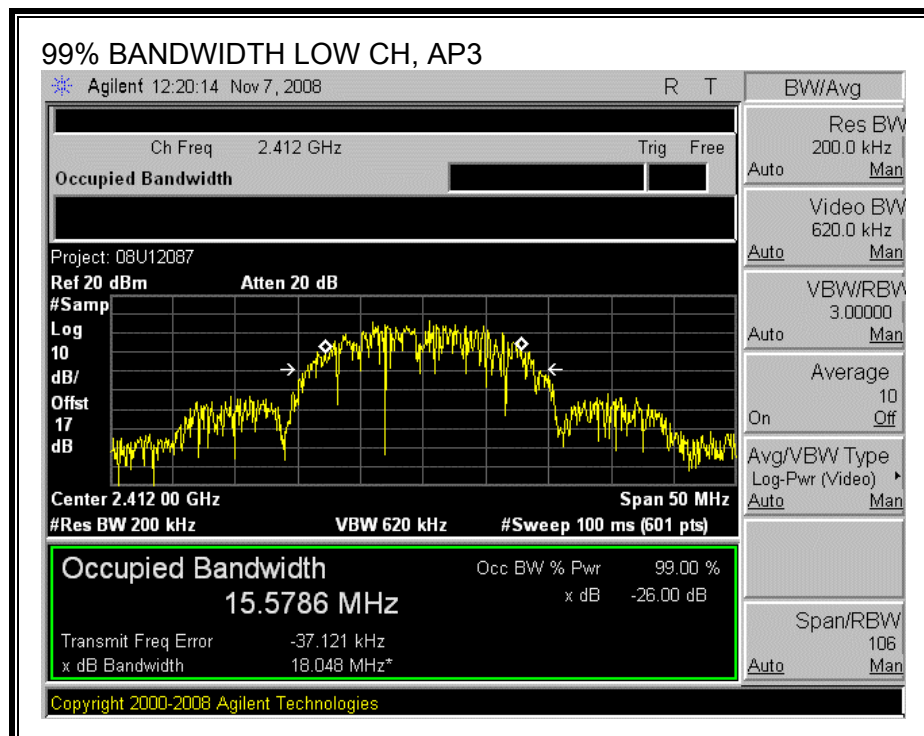 99% BANDWIDTH LOW CH, AP3
Agilent 12:20:14 Nov 7, 2008 R T
Ch Freq 2.412 GHz Trig Free
Occupied Bandwidth
Project: 08U12087
Ref 20 dBm Atten 20 dB
#Samp
Log
10
dB/
Offst
17
dB
Center 2.412 00 GHz Span 50 MHz
#Res BW 200 kHz VBW 620 kHz #Sweep 100 ms (601 pts)
Occupied Bandwidth Occ BW % Pwr 99.00 %
15.5786 MHz x dB -26.00 dB
Transmit Freq Error -37.121 kHz
x dB Bandwidth 18.048 MHz*
Copyright 2000-2008 Agilent Technologies
BW/Avg
Res BW
200.0 kHz
Auto Man
Video BW
620.0 kHz
Auto Man
VBW/RBW
3.00000
Auto Man
Average
10
On Off
Avg/VBW Type
Log-Pwr (Video)
Auto Man
Span/RBW
106
Auto Man